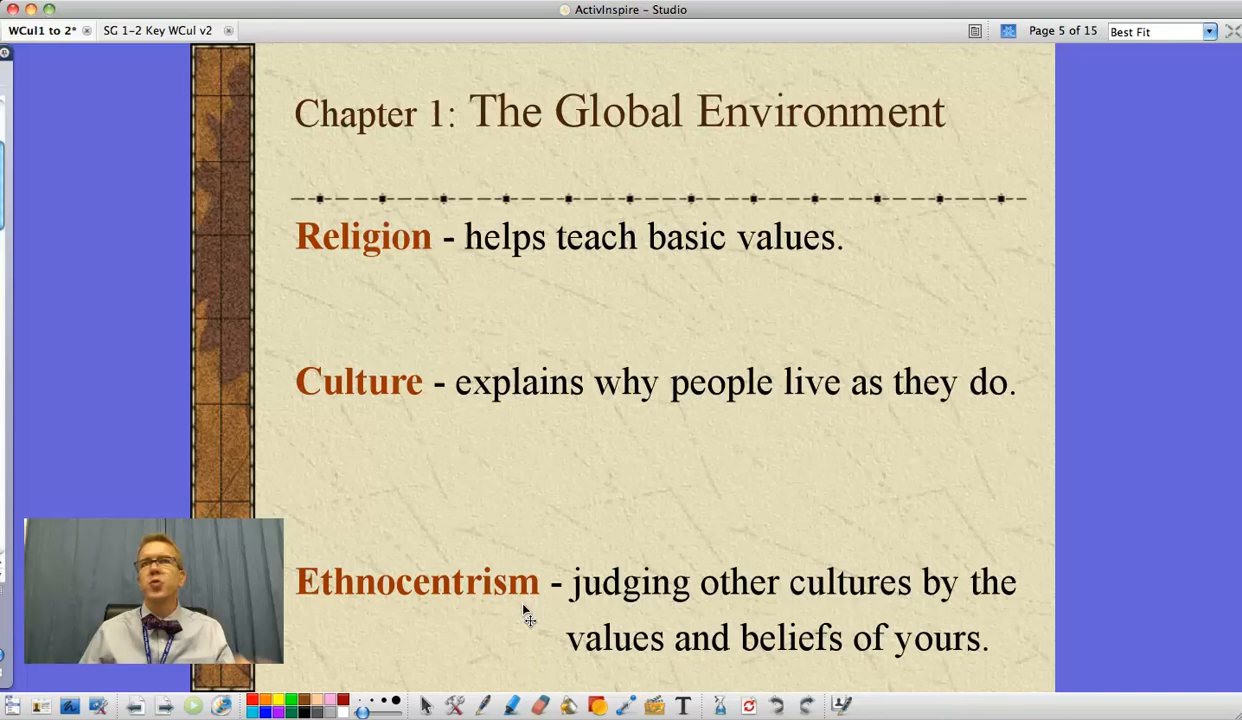 ActivInspire - Studio
WCul1 to 2*
SG 1-2 Key WCul v2
Page 5 of 15
Best Fit
Chapter 1: The Global Environment
Religion - helps teach basic values.
Culture - explains why people live as they do.
Ethnocentrism - judging other cultures by the
values and beliefs of yours.
T